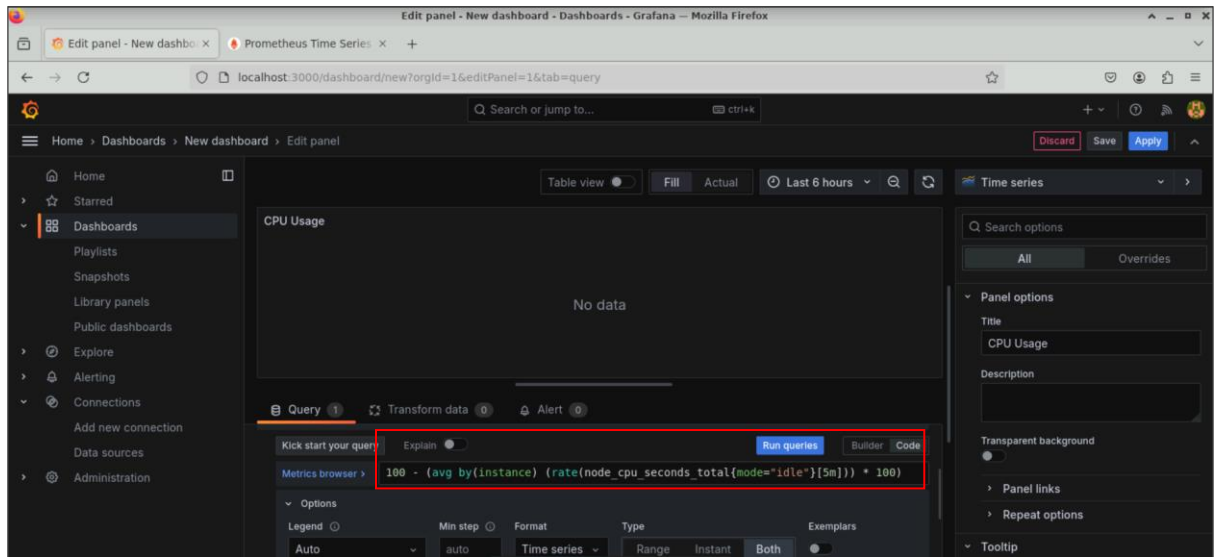 Edit panel - New dashboard - Dashboards - Grafana — Mozilla Firefox
Edit panel - New dashbo
Prometheus Time Series
localhost:3000/dashboard/new?orgId=1&editPanel=1&tab=query
Search or jump to...
ctrl+k
Home › Dashboards › New dashboard › Edit panel
Discard
Save
Apply
Home
Starred
Dashboards
Playlists
Snapshots
Library panels
Public dashboards
Explore
Alerting
Connections
Add new connection
Data sources
Administration
Table view
Fill
Actual
Last 6 hours
Time series
CPU Usage
No data
Search options
All
Overrides
Panel options
Title
CPU Usage
Description
Transparent background
Panel links
Repeat options
Tooltip
Query 1
Transform data 0
Alert 0
Kick start your query
Explain
Run queries
Builder
Code
Metrics browser ›
100 - (avg by(instance) (rate(node_cpu_seconds_total{mode="idle"}[5m])) * 100)
Options
Legend
Min step
Format
Type
Exemplars
Auto
auto
Time series
Range
Instant
Both